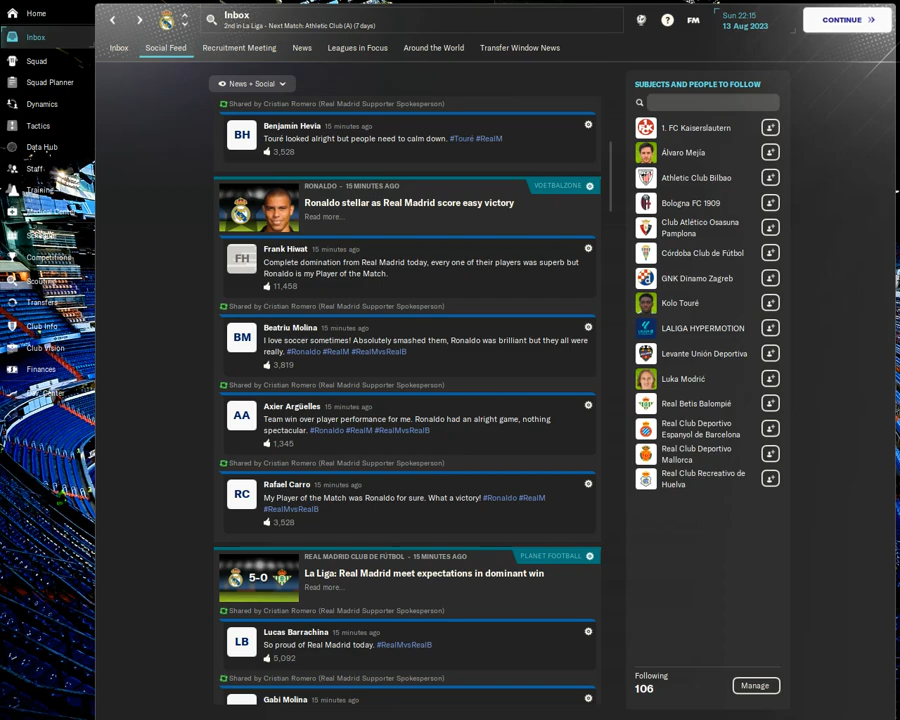 Home
Inbox
Squad
Squad Planner
Dynamics
Tactics
Data Hub
Staff
Training
Competitions
Scouting
Transfers
Club Info
Club Vision
Finances
Inbox
2nd in La Liga - Next Match: Athletic Club (A) (7 days)
?
FM
Sun 22:15
13 Aug 2023
CONTINUE
Inbox
Social Feed
Recruitment Meeting
News
Leagues in Focus
Around the World
Transfer Window News
News + Social
Shared by Cristian Romero (Real Madrid Supporter Spokesperson)
BH
Benjamín Hevia 15 minutes ago
Touré looked alright but people need to calm down. #Touré #RealM
3,528
RONALDO - 15 MINUTES AGO
VOETBALZONE
Ronaldo stellar as Real Madrid score easy victory
Read more...
FH
Frank Hiwat 15 minutes ago
Complete domination from Real Madrid today, every one of their players was superb but
Ronaldo is my Player of the Match.
11,458
Shared by Cristian Romero (Real Madrid Supporter Spokesperson)
BM
Beatriu Molina 15 minutes ago
I love soccer sometimes! Absolutely smashed them, Ronaldo was brilliant but they all were
really. #Ronaldo #RealM #RealMvsRealB
3,819
Shared by Cristian Romero (Real Madrid Supporter Spokesperson)
AA
Axier Argüelles 15 minutes ago
Team win over player performance for me. Ronaldo had an alright game, nothing
spectacular. #Ronaldo #RealM #RealMvsRealB
1,345
Shared by Cristian Romero (Real Madrid Supporter Spokesperson)
RC
Rafael Carro 15 minutes ago
My Player of the Match was Ronaldo for sure. What a victory! #Ronaldo #RealM
#RealMvsRealB
3,528
REAL MADRID CLUB DE FÚTBOL - 15 MINUTES AGO
PLANET FOOTBALL
5-0
La Liga: Real Madrid meet expectations in dominant win
Read more...
Shared by Cristian Romero (Real Madrid Supporter Spokesperson)
LB
Lucas Barrachina 15 minutes ago
So proud of Real Madrid today. #RealMvsRealB
5,092
Shared by Cristian Romero (Real Madrid Supporter Spokesperson)
Gabi Molina 15 minutes ago
SUBJECTS AND PEOPLE TO FOLLOW
1. FC Kaiserslautern
Álvaro Mejía
Athletic Club Bilbao
Bologna FC 1909
Club Atlético Osasuna
Pamplona
Córdoba Club de Fútbol
GNK Dinamo Zagreb
Kolo Touré
LALIGA HYPERMOTION
Levante Unión Deportiva
Luka Modrić
Real Betis Balompié
Real Club Deportivo
Espanyol de Barcelona
Real Club Deportivo
Mallorca
Real Club Recreativo de
Huelva
Following
106
Manage